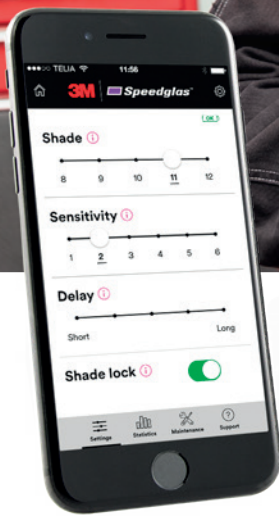 TELIA 11:56
3M Speedglas™
OK
Shade i
8 9 10 11 12
Sensitivity i
1 2 3 4 5 6
Delay i
Short Long
Shade lock i
Settings Statistics Maintenance Support
?